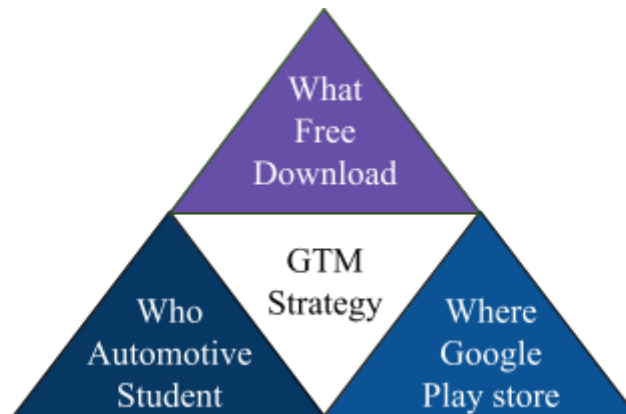 What
Free
Download
GTM
Strategy
Who
Automotive
Student
Where
Google
Play store